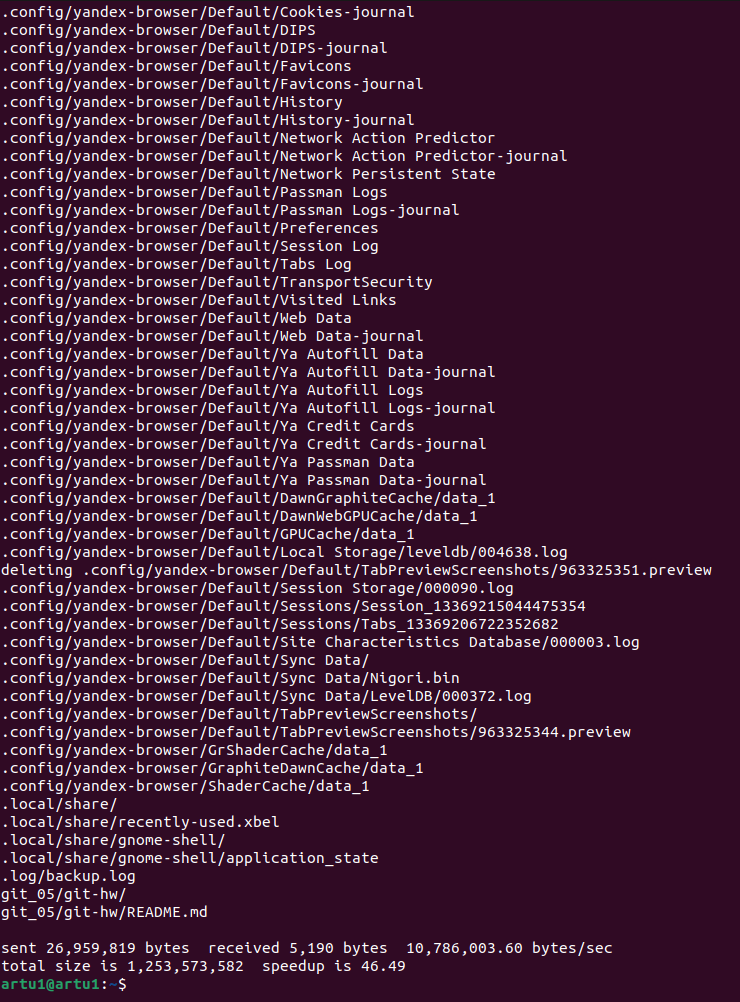 .config/yandex-browser/Default/Cookies-journal
.config/yandex-browser/Default/DIPS
.config/yandex-browser/Default/DIPS-journal
.config/yandex-browser/Default/Favicons
.config/yandex-browser/Default/Favicons-journal
.config/yandex-browser/Default/History
.config/yandex-browser/Default/History-journal
.config/yandex-browser/Default/Network Action Predictor
.config/yandex-browser/Default/Network Action Predictor-journal
.config/yandex-browser/Default/Network Persistent State
.config/yandex-browser/Default/Passman Logs
.config/yandex-browser/Default/Passman Logs-journal
.config/yandex-browser/Default/Preferences
.config/yandex-browser/Default/Session Log
.config/yandex-browser/Default/Tabs Log
.config/yandex-browser/Default/TransportSecurity
.config/yandex-browser/Default/Visited Links
.config/yandex-browser/Default/Web Data
.config/yandex-browser/Default/Web Data-journal
.config/yandex-browser/Default/Ya Autofill Data
.config/yandex-browser/Default/Ya Autofill Data-journal
.config/yandex-browser/Default/Ya Autofill Logs
.config/yandex-browser/Default/Ya Autofill Logs-journal
.config/yandex-browser/Default/Ya Credit Cards
.config/yandex-browser/Default/Ya Credit Cards-journal
.config/yandex-browser/Default/Ya Passman Data
.config/yandex-browser/Default/Ya Passman Data-journal
.config/yandex-browser/Default/DawnGraphiteCache/data_1
.config/yandex-browser/Default/DawnWebGPUCache/data_1
.config/yandex-browser/Default/GPUCache/data_1
.config/yandex-browser/Default/Local Storage/leveldb/004638.log
deleting .config/yandex-browser/Default/TabPreviewScreenshots/963325351.preview
.config/yandex-browser/Default/Session Storage/000090.log
.config/yandex-browser/Default/Sessions/Session_13369215044475354
.config/yandex-browser/Default/Sessions/Tabs_13369206722352682
.config/yandex-browser/Default/Site Characteristics Database/000003.log
.config/yandex-browser/Default/Sync Data/
.config/yandex-browser/Default/Sync Data/Nigori.bin
.config/yandex-browser/Default/Sync Data/LevelDB/000372.log
.config/yandex-browser/Default/TabPreviewScreenshots/
.config/yandex-browser/Default/TabPreviewScreenshots/963325344.preview
.config/yandex-browser/GrShaderCache/data_1
.config/yandex-browser/GraphiteDawnCache/data_1
.config/yandex-browser/ShaderCache/data_1
.local/share/
.local/share/recently-used.xbel
.local/share/gnome-shell/
.local/share/gnome-shell/application_state
.log/backup.log
git_05/git-hw/
git_05/git-hw/README.md
sent 26,959,819 bytes  received 5,190 bytes  10,786,003.60 bytes/sec
total size is 1,253,573,582  speedup is 46.49
artu1@artu1:~$